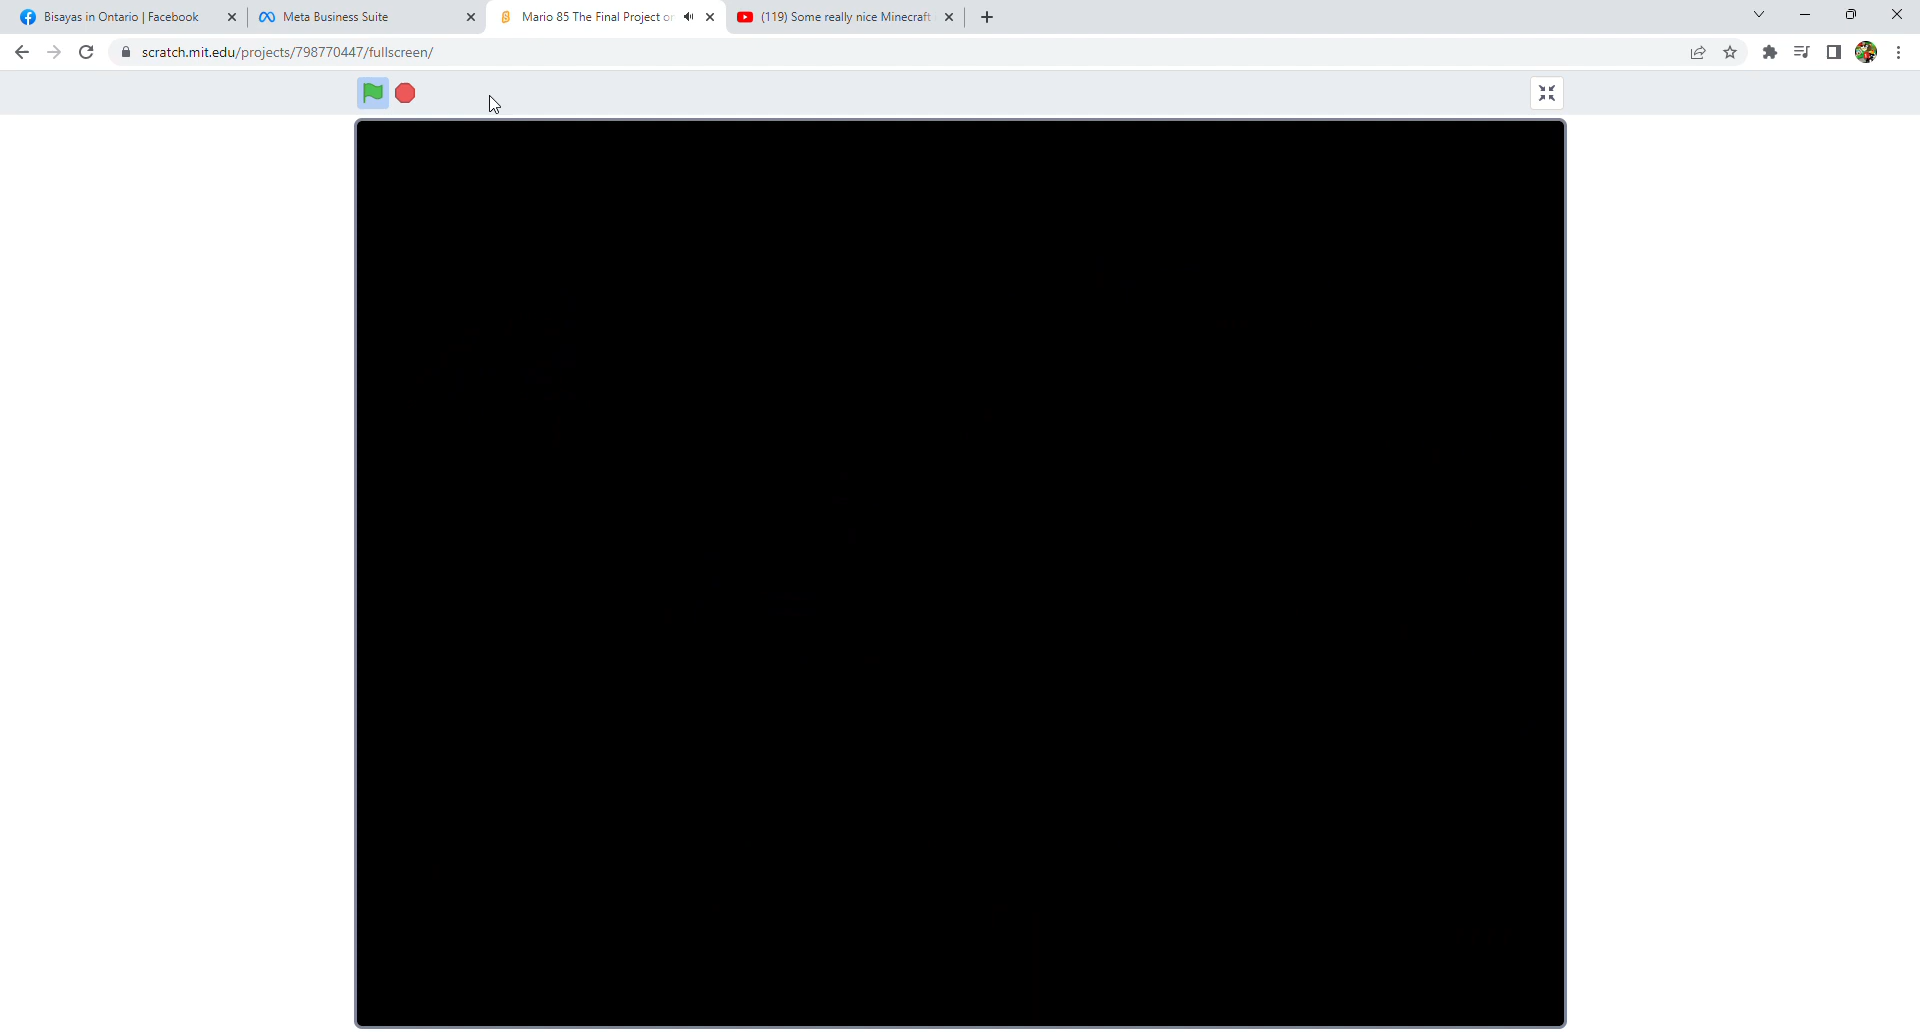 Bisayas in Ontario | Facebook
Meta Business Suite
Mario 85 The Final Project or
(119) Some really nice Minecraft
scratch.mit.edu/projects/798770447/fullscreen/